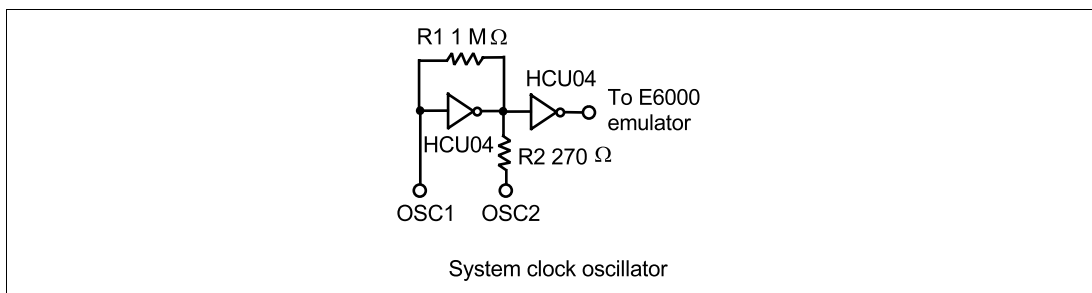 R1 1 MΩ
HCU04
To E6000
emulator
HCU04
R2 270 Ω
OSC1
OSC2
System clock oscillator